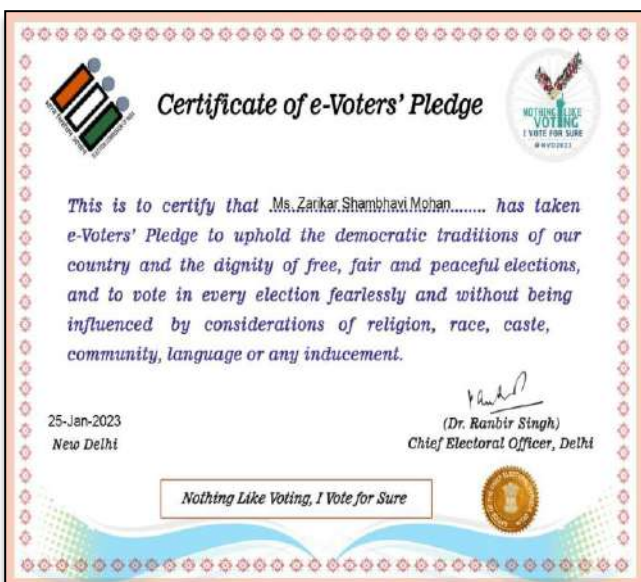 Certificate of e-Voters' Pledge
NOTHING LIKE
VOTING
I VOTE FOR SURE
#NVD2023
This is to certify that ..Ms. Zarikar Shambhavi Mohan....... has taken
e-Voters' Pledge to uphold the democratic traditions of our
country and the dignity of free, fair and peaceful elections,
and to vote in every election fearlessly and without being
influenced by considerations of religion, race, caste,
community, language or any inducement.
25-Jan-2023
New Delhi
(Dr. Ranbir Singh)
Chief Electoral Officer, Delhi
Nothing Like Voting, I Vote for Sure